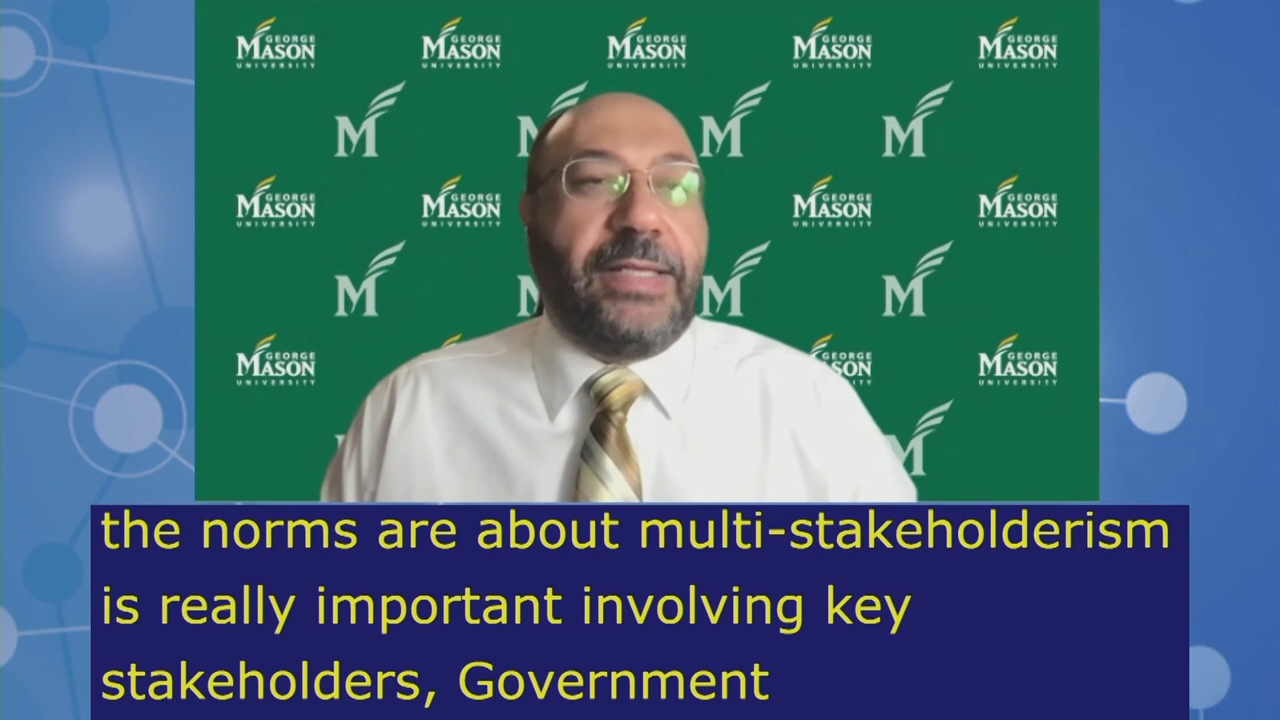 GEORGE GEORGE GEORGE GEORGE GEORGE
MASON MASON MASON MASON MASON
UNIVERSITY UNIVERSITY UNIVERSITY UNIVERSITY UNIVERSITY
M M M M
GEORGE GEORGE GEORGE GEORGE
MASON MASON MASON MASON
UNIVERSITY UNIVERSITY UNIVERSITY UNIVERSITY
M M M M
GEORGE GEORGE GEORGE
MASON MASON
UNIVERSITY UNIVERSITY
M
the norms are about multi-stakeholderism
is really important involving key
stakeholders, Government